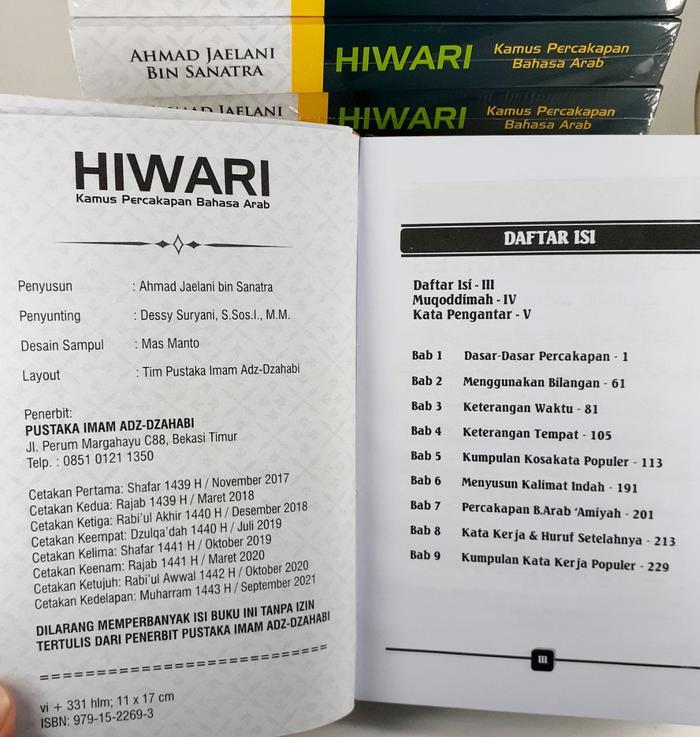 AHMAD JAELANI
BIN SANATRA
HIWARI
Kamus Percakapan
Bahasa Arab
AHMAD JAELANI
HIWARI
Kamus Percakapan
Bahasa Arab
HIWARI
Kamus Percakapan Bahasa Arab
Penyusun : Ahmad Jaelani bin Sanatra
Penyunting : Dessy Suryani, S.Sos.I., M.M.
Desain Sampul : Mas Manto
Layout : Tim Pustaka Imam Adz-Dzahabi
Penerbit:
PUSTAKA IMAM ADZ-DZAHABI
Jl. Perum Margahayu C88, Bekasi Timur
Telp. : 0851 0121 1350
Cetakan Pertama: Shafar 1439 H / November 2017
Cetakan Kedua: Rajab 1439 H / Maret 2018
Cetakan Ketiga: Rabi'ul Akhir 1440 H / Desember 2018
Cetakan Keempat: Dzulqa'dah 1440 H / Juli 2019
Cetakan Kelima: Shafar 1441 H / Oktober 2019
Cetakan Keenam: Rajab 1441 H / Maret 2020
Cetakan Ketujuh: Rabi'ul Awwal 1442 H / Oktober 2020
Cetakan Kedelapan: Muharram 1443 H / September 2021
DILARANG MEMPERBANYAK ISI BUKU INI TANPA IZIN
TERTULIS DARI PENERBIT PUSTAKA IMAM ADZ-DZAHABI
==============================
vi + 331 hlm; 11 x 17 cm
ISBN: 979-15-2269-3
DAFTAR ISI
Daftar Isi - III
Muqoddimah - IV
Kata Pengantar - V
Bab 1 Dasar-Dasar Percakapan - 1
Bab 2 Menggunakan Bilangan - 61
Bab 3 Keterangan Waktu - 81
Bab 4 Keterangan Tempat - 105
Bab 5 Kumpulan Kosakata Populer - 113
Bab 6 Menyusun Kalimat Indah - 191
Bab 7 Percakapan B.Arab 'Amiyah - 201
Bab 8 Kata Kerja & Huruf Setelahnya - 213
Bab 9 Kumpulan Kata Kerja Populer - 229
III